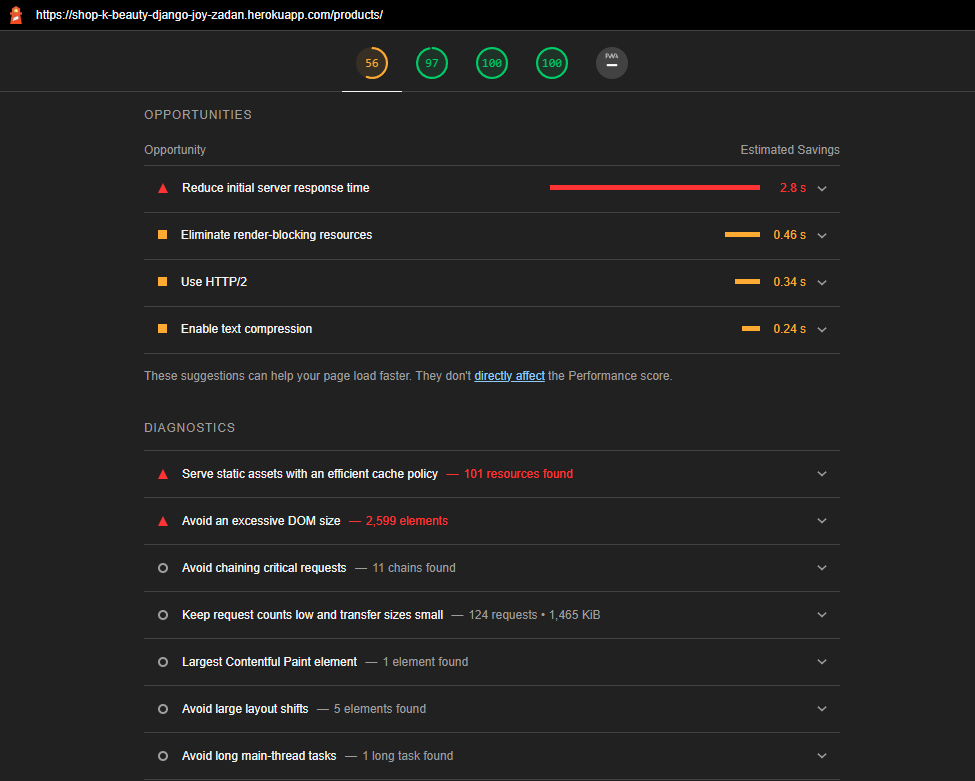 https://shop-k-beauty-django-joy-zadan.herokuapp.com/products/
56 97 100 100 PWA
OPPORTUNITIES
Opportunity Estimated Savings
Reduce initial server response time 2.8 s
Eliminate render-blocking resources 0.46 s
Use HTTP/2 0.34 s
Enable text compression 0.24 s
These suggestions can help your page load faster. They don't directly affect the Performance score.
DIAGNOSTICS
Serve static assets with an efficient cache policy — 101 resources found
Avoid an excessive DOM size — 2,599 elements
Avoid chaining critical requests — 11 chains found
Keep request counts low and transfer sizes small — 124 requests • 1,465 KiB
Largest Contentful Paint element — 1 element found
Avoid large layout shifts — 5 elements found
Avoid long main-thread tasks — 1 long task found